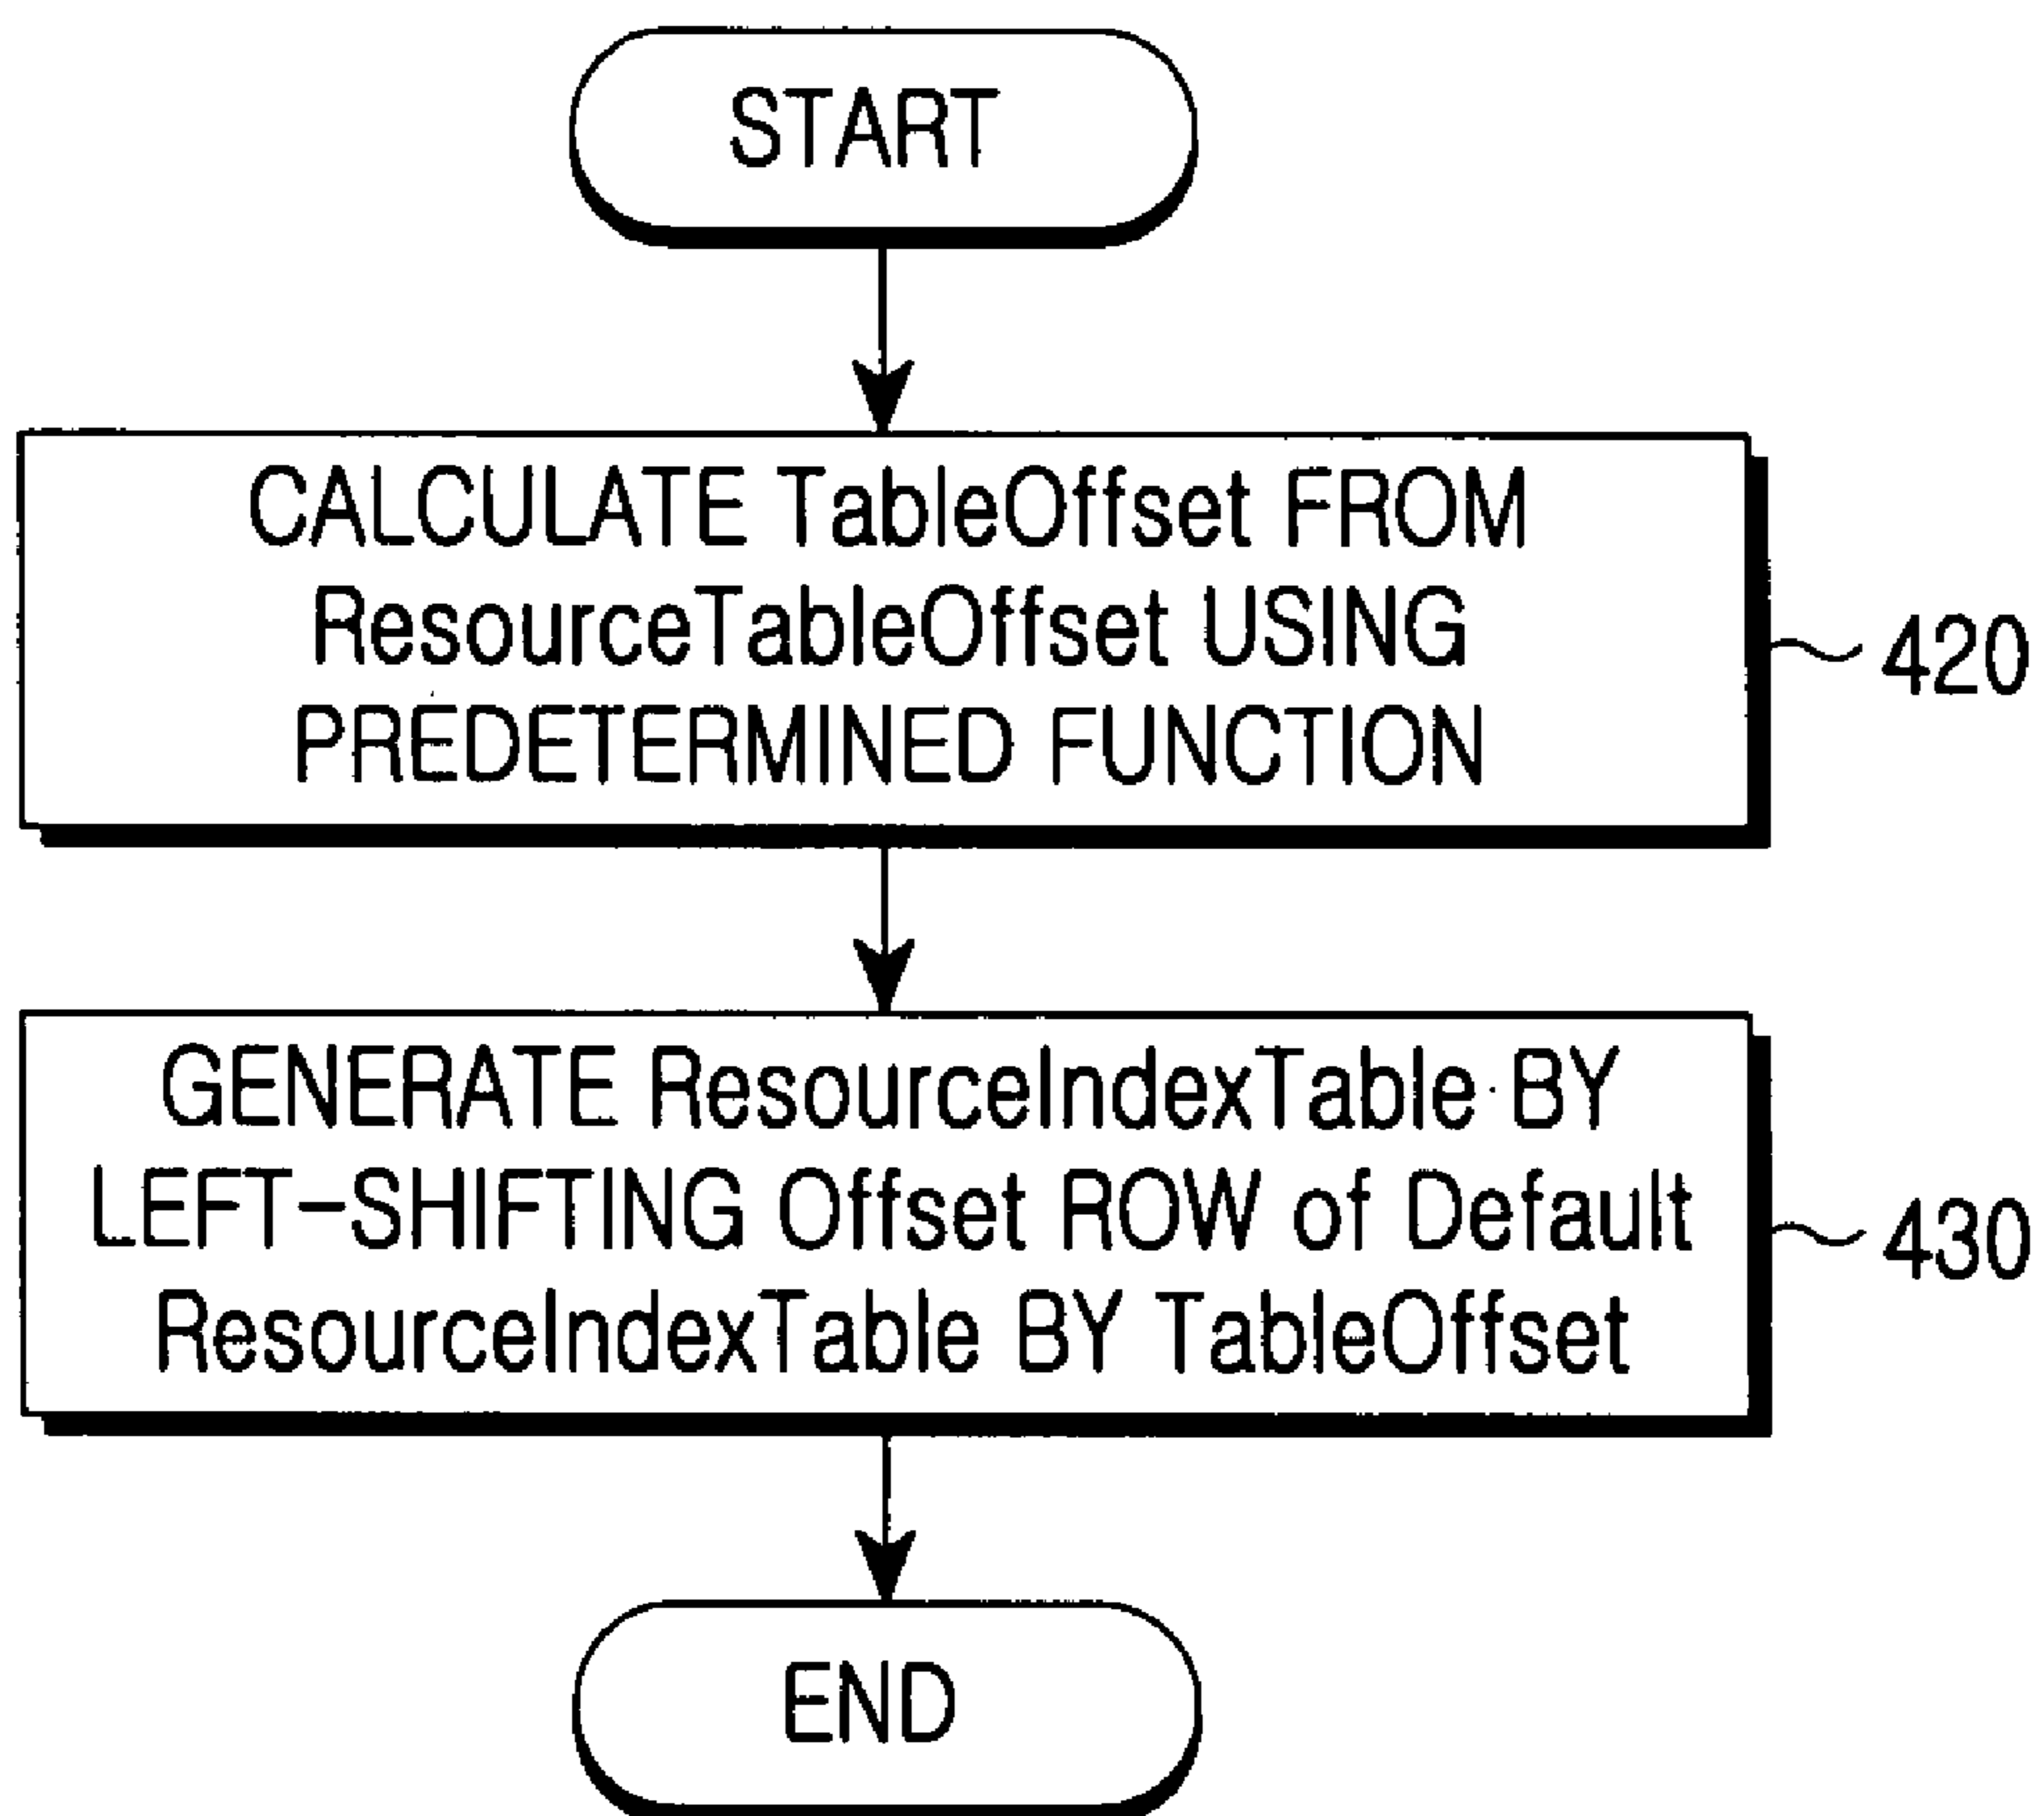 START
CALCULATE TableOffset FROM
ResourceTableOffset USING
PREDETERMINED FUNCTION
420
GENERATE ResourceIndexTable BY
LEFT-SHIFTING Offset ROW of Default
ResourceIndexTable BY TableOffset
430
END